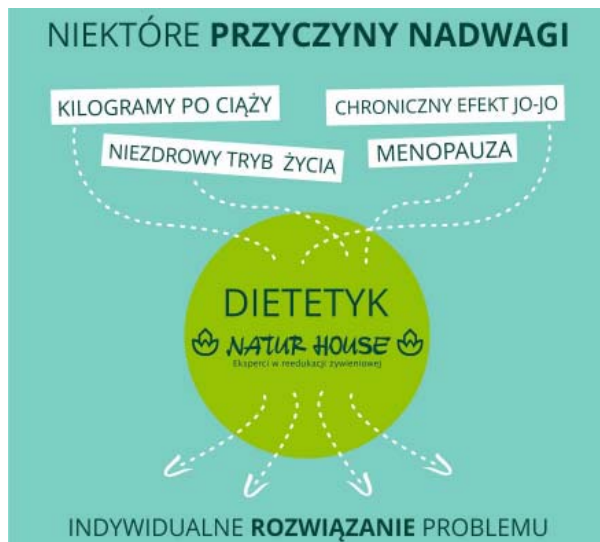 NIEKTÓRE PRZYCZYNY NADWAGI
KILOGRAMY PO CIĄŻY
CHRONICZNY EFEKT JO-JO
NIEZDROWY TRYB ŻYCIA
MENOPAUZA
DIETETYK
NATUR HOUSE
Eksperci w reedukacji żywieniowej
INDYWIDUALNE ROZWIĄZANIE PROBLEMU